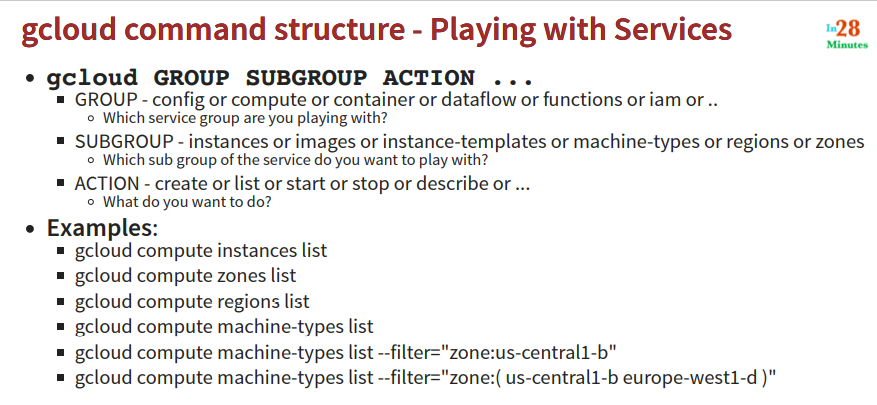 gcloud command structure - Playing with Services
In28
Minutes
• gcloud GROUP SUBGROUP ACTION ...
▪ GROUP - config or compute or container or dataflow or functions or iam or ..
◦ Which service group are you playing with?
▪ SUBGROUP - instances or images or instance-templates or machine-types or regions or zones
◦ Which sub group of the service do you want to play with?
▪ ACTION - create or list or start or stop or describe or ...
◦ What do you want to do?
• Examples:
▪ gcloud compute instances list
▪ gcloud compute zones list
▪ gcloud compute regions list
▪ gcloud compute machine-types list
▪ gcloud compute machine-types list --filter="zone:us-central1-b"
▪ gcloud compute machine-types list --filter="zone:( us-central1-b europe-west1-d )"